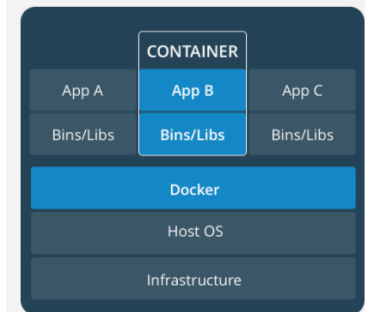 CONTAINER
App A App B App C
Bins/Libs Bins/Libs Bins/Libs
Docker
Host OS
Infrastructure